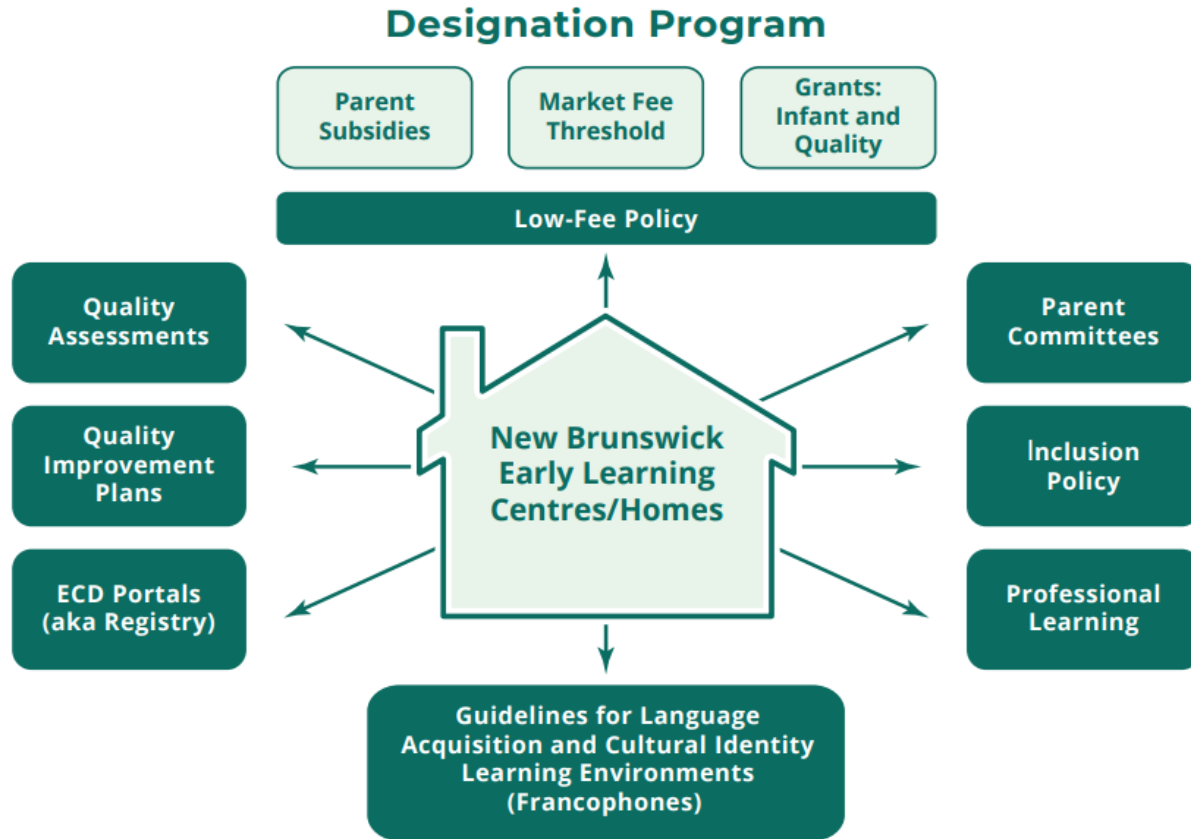 Designation Program
Parent
Subsidies
Market Fee
Threshold
Grants:
Infant and
Quality
Low-Fee Policy
Quality
Assessments
Parent
Committees
New Brunswick
Early Learning
Centres/Homes
Quality
Improvement
Plans
Inclusion
Policy
ECD Portals
(aka Registry)
Professional
Learning
Guidelines for Language
Acquisition and Cultural Identity
Learning Environments
(Francophones)